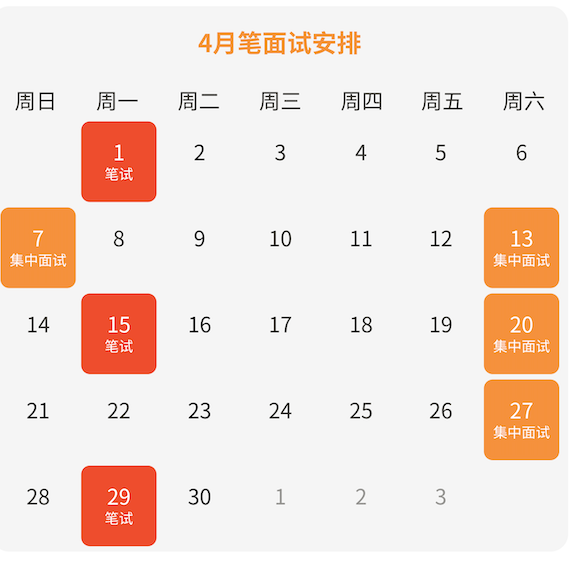 4月笔面试安排
周日 周一 周二 周三 周四 周五 周六
1 2 3 4 5 6
笔试
7 8 9 10 11 12 13
集中面试 集中面试
14 15 16 17 18 19 20
笔试 集中面试
21 22 23 24 25 26 27
集中面试
28 29 30 1 2 3
笔试